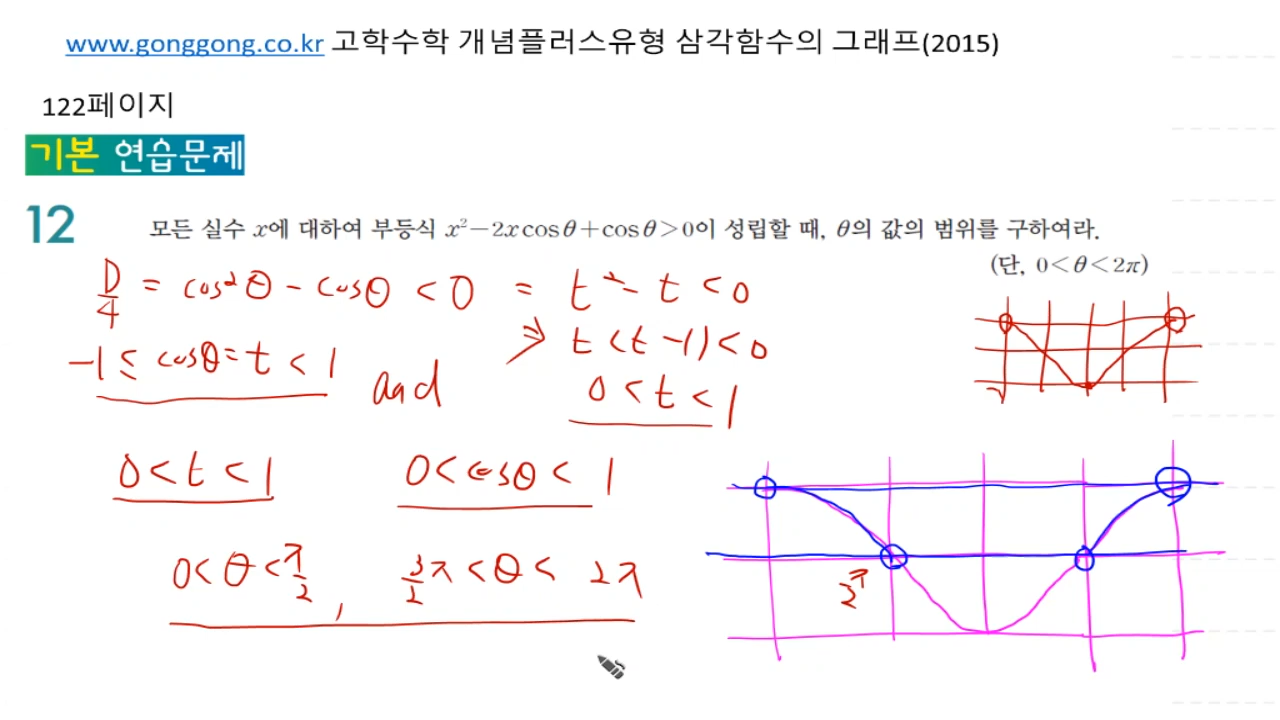 www.gonggong.co.kr 고학수학 개념플러스유형 삼각함수의 그래프(2015)
122페이지
기본 연습문제
12 모든 실수 x에 대하여 부등식 x²−2x cosθ+cosθ>0이 성립할 때, θ의 값의 범위를 구하여라.
(단, 0<θ<2π)
D/4 = cos²θ - cosθ < 0 = t² - t < 0
⇒ t(t-1)<0
-1 ≤ cosθ = t < 1 and 0 < t < 1
0 < t < 1 0 < cosθ < 1
0 < θ < π/2 , 3/2 π < θ < 2π
π/2